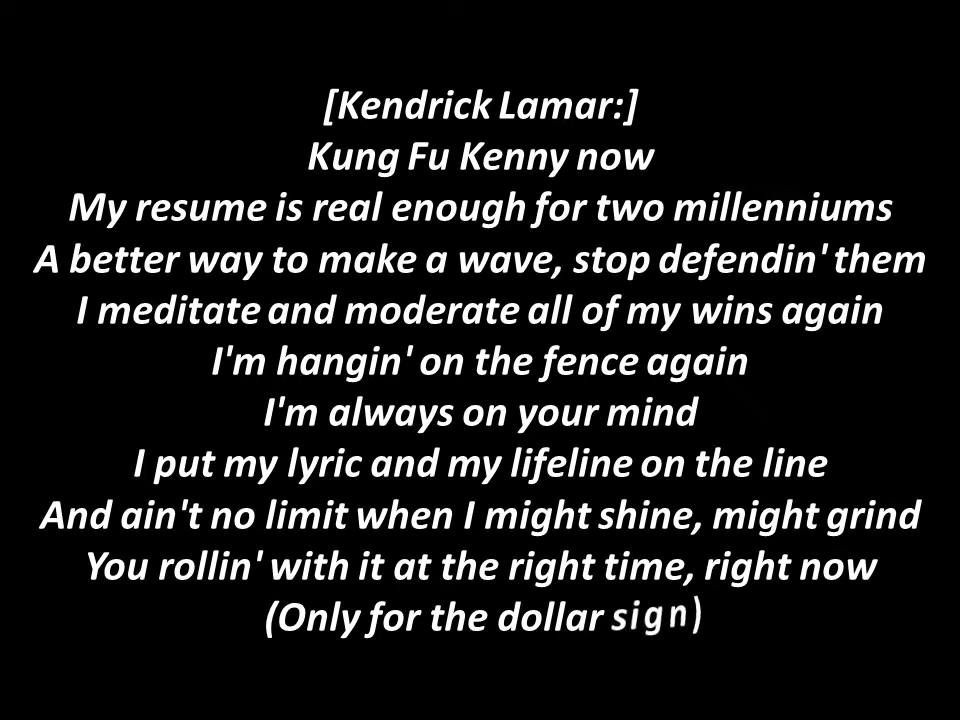 [Kendrick Lamar:]
Kung Fu Kenny now
My resume is real enough for two millenniums
A better way to make a wave, stop defendin' them
I meditate and moderate all of my wins again
I'm hangin' on the fence again
I'm always on your mind
I put my lyric and my lifeline on the line
And ain't no limit when I might shine, might grind
You rollin' with it at the right time, right now
(Only for the dollar sign)